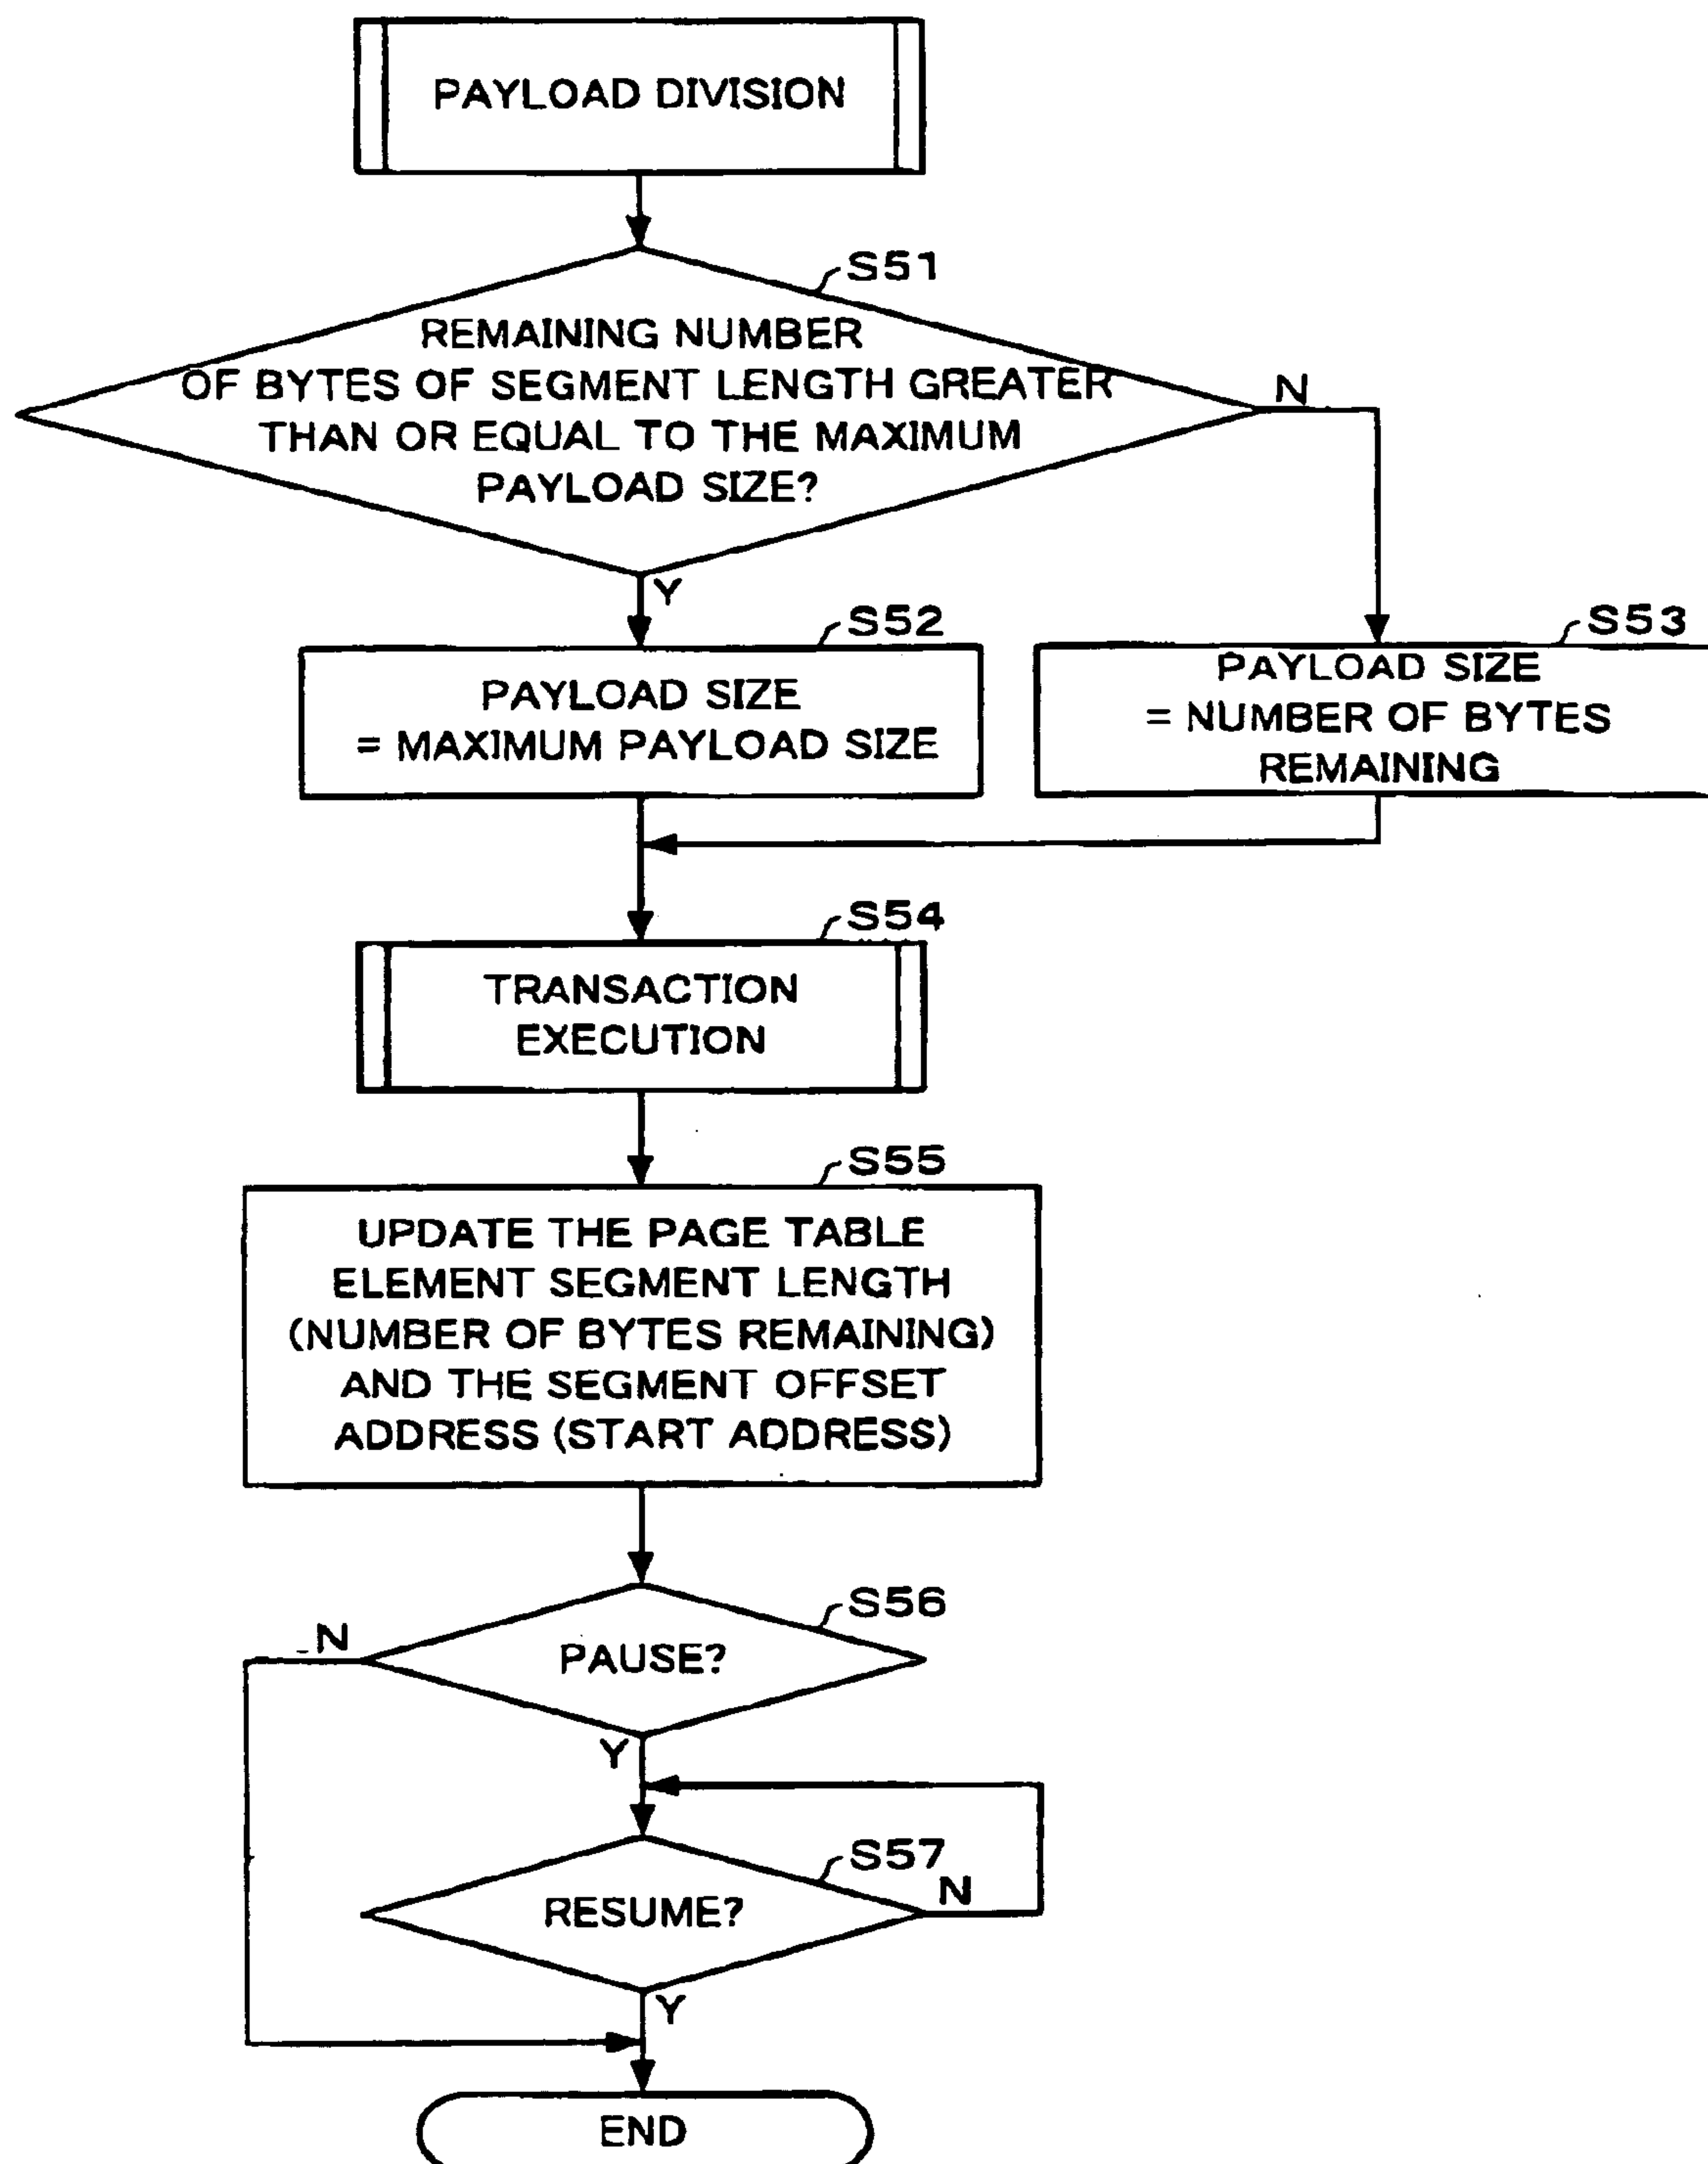 PAYLOAD DIVISION
S51
REMAINING NUMBER
OF BYTES OF SEGMENT LENGTH GREATER
THAN OR EQUAL TO THE MAXIMUM
PAYLOAD SIZE?
N
Y
S52
PAYLOAD SIZE
= MAXIMUM PAYLOAD SIZE
S53
PAYLOAD SIZE
= NUMBER OF BYTES
REMAINING
S54
TRANSACTION
EXECUTION
S55
UPDATE THE PAGE TABLE
ELEMENT SEGMENT LENGTH
(NUMBER OF BYTES REMAINING)
AND THE SEGMENT OFFSET
ADDRESS (START ADDRESS)
S56
N
PAUSE?
Y
S57
N
RESUME?
Y
END